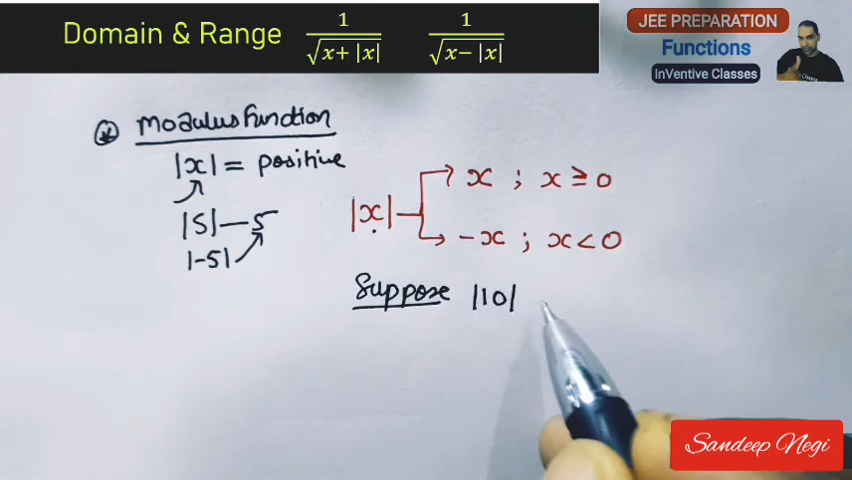 Domain & Range 1/√(x+ |x|) 1/√(x− |x|)
JEE PREPARATION
Functions
InVentive Classes
Modulus Function
|x| = positive
|5| — 5
|-5|
|x| → x ; x ≥ 0
→ -x ; x < 0
Suppose |10|
Sandeep Negi